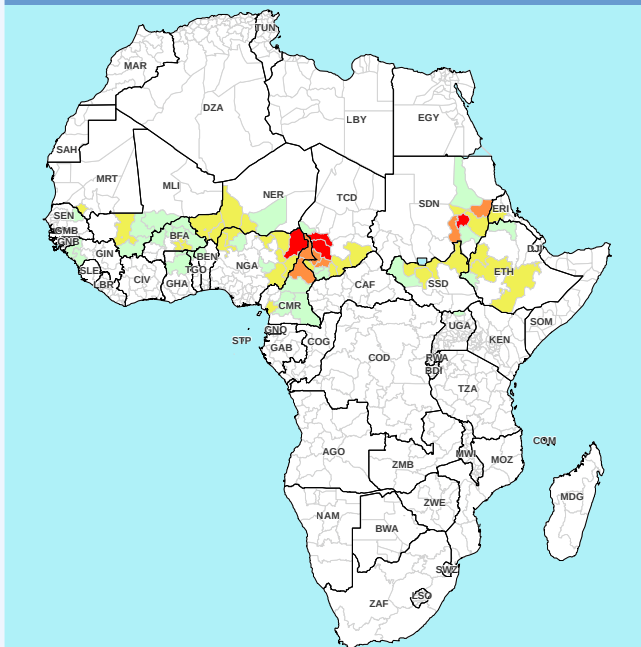 TUN
MAR
DZA
LBY
EGY
SAH
MRT
MLI
NER
TCD
SDN
ERI
SEN
GMB
GNB
BFA
GIN
BEN
DJI
SLE
TGO
NGA
ETH
LBR
CIV
GHA
CAF
SSD
CMR
SOM
GNQ
UGA
STP
COG
KEN
GAB
COD
RWA
BDI
TZA
COM
AGO
MWI
MOZ
ZMB
MDG
ZWE
NAM
BWA
SWZ
LSO
ZAF